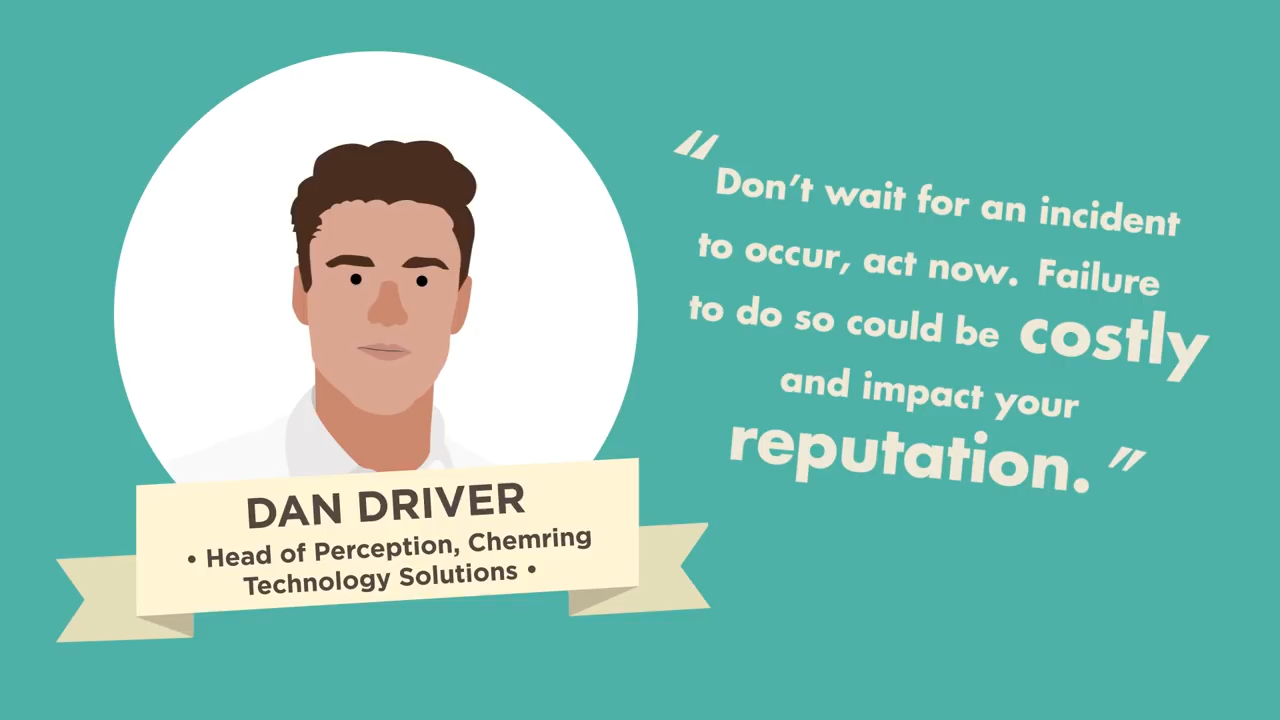 “Don’t wait for an incident
to occur, act now. Failure
to do so could be costly
and impact your
reputation.”
DAN DRIVER
• Head of Perception, Chemring
Technology Solutions •